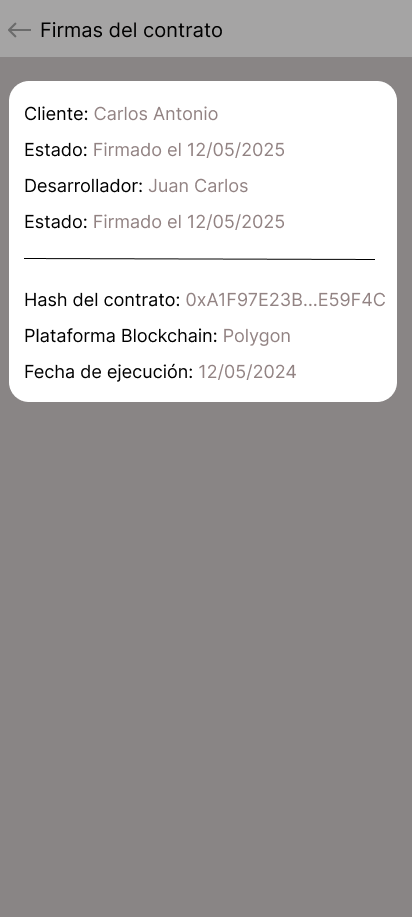 Firmas del contrato
Cliente: Carlos Antonio
Estado: Firmado el 12/05/2025
Desarrollador: Juan Carlos
Estado: Firmado el 12/05/2025
Hash del contrato: 0xA1F97E23B...E59F4C
Plataforma Blockchain: Polygon
Fecha de ejecución: 12/05/2024